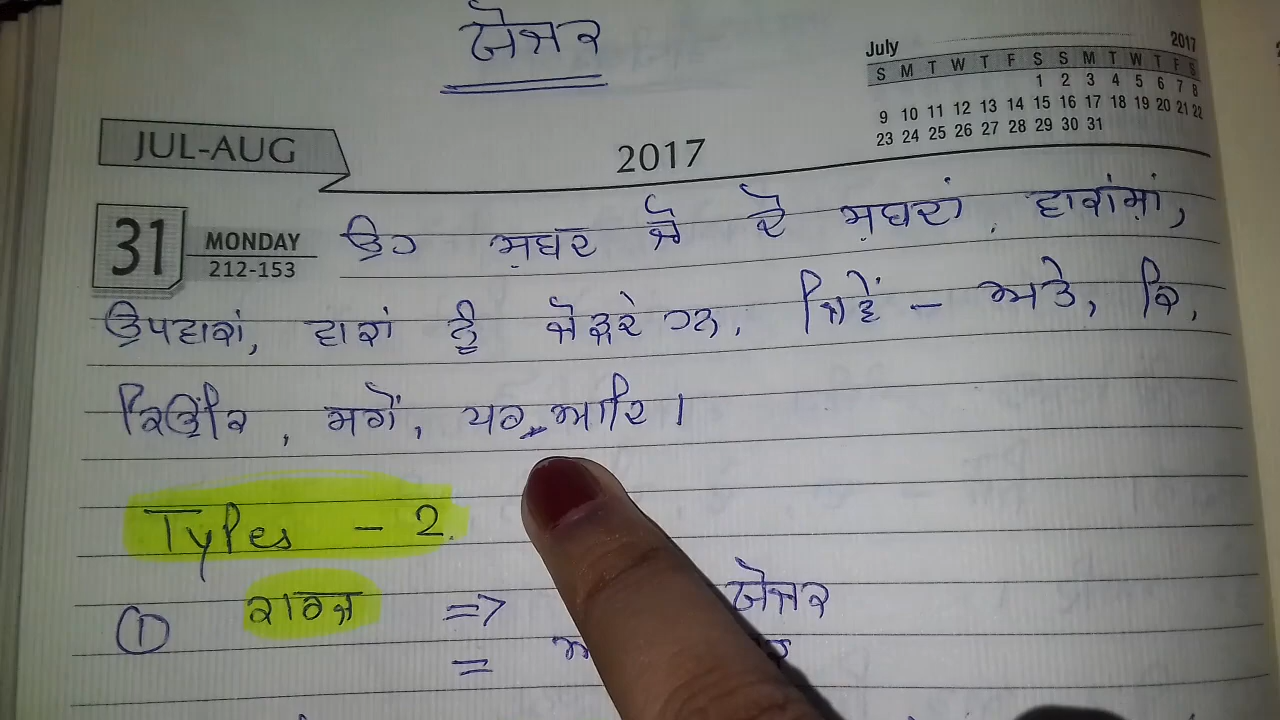 ਯੋਜਕ
July 2017
S M T W T F S S M T W T F S
1 2 3 4 5 6 7 8
9 10 11 12 13 14 15 16 17 18 19 20 21 22
23 24 25 26 27 28 29 30 31
JUL-AUG
2017
31 MONDAY
212-153
ਉਹ ਸ਼ਬਦ ਜੋ ਦੋ ਸ਼ਬਦਾਂ, ਵਾਕਾਂਸ਼ਾਂ,
ਉਪਵਾਕਾਂ, ਵਾਕਾਂ ਨੂੰ ਜੋੜਦੇ ਹਨ, ਜਿਵੇਂ - ਅਤੇ, ਕਿ,
ਕਿਉਂਕਿ, ਸਗੋਂ, ਪਰ ਆਦਿ।
Types - 2.
① => ਯੋਜਕ
=